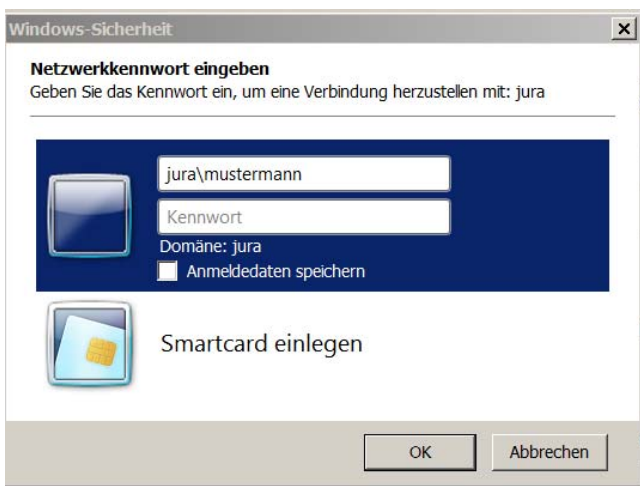 Windows-Sicherheit
Netzwerkkennwort eingeben
Geben Sie das Kennwort ein, um eine Verbindung herzustellen mit: jura
jura\mustermann
Kennwort
Domäne: jura
Anmeldedaten speichern
Smartcard einlegen
OK
Abbrechen